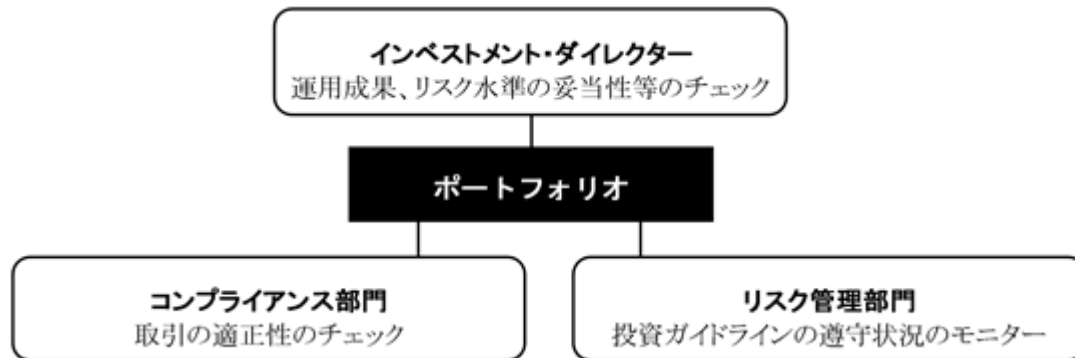 インベストメント・ダイレクター
運用成果、リスク水準の妥当性等のチェック
ポートフォリオ
コンプライアンス部門
取引の適正性のチェック
リスク管理部門
投資ガイドラインの遵守状況のモニター